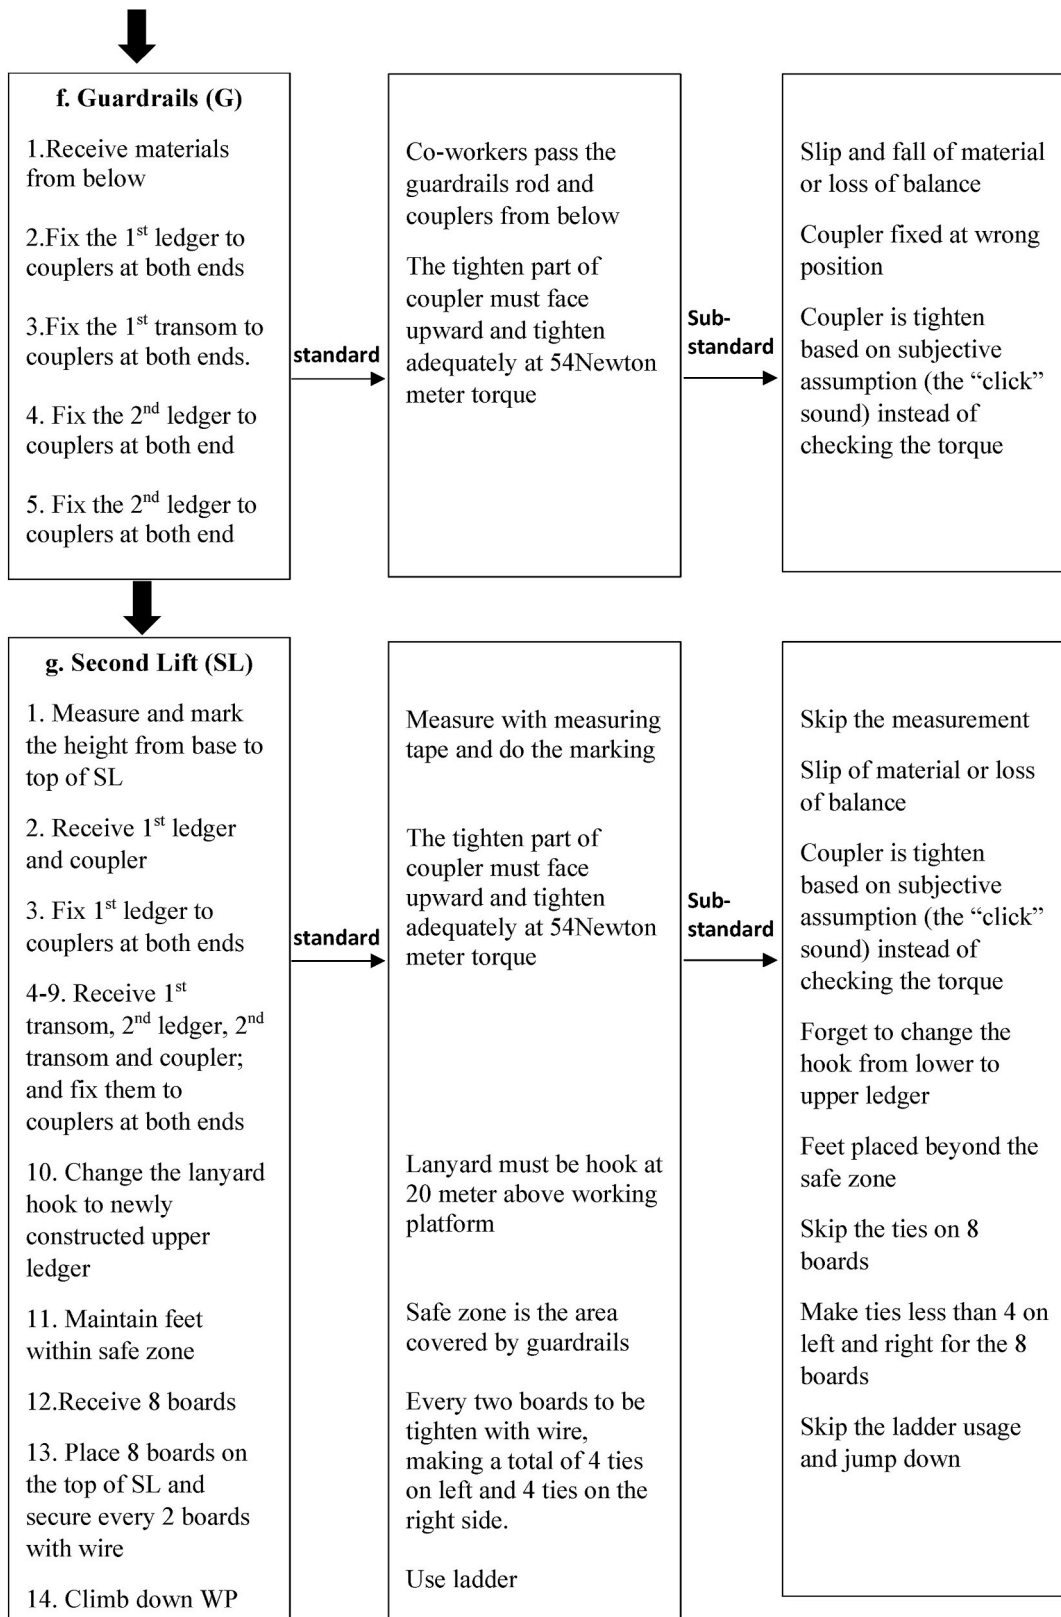 f. Guardrails (G)
1.Receive materials
from below
2.Fix the 1st ledger to
couplers at both ends
3.Fix the 1st transom to
couplers at both ends.
4. Fix the 2nd ledger to
couplers at both end
5. Fix the 2nd ledger to
couplers at both end
standard
Co-workers pass the
guardrails rod and
couplers from below
The tighten part of
coupler must face
upward and tighten
adequately at 54Newton
meter torque
Sub-
standard
Slip and fall of material
or loss of balance
Coupler fixed at wrong
position
Coupler is tighten
based on subjective
assumption (the “click”
sound) instead of
checking the torque
g. Second Lift (SL)
1. Measure and mark
the height from base to
top of SL
2. Receive 1st ledger
and coupler
3. Fix 1st ledger to
couplers at both ends
4-9. Receive 1st
transom, 2nd ledger, 2nd
transom and coupler;
and fix them to
couplers at both ends
10. Change the lanyard
hook to newly
constructed upper
ledger
11. Maintain feet
within safe zone
12.Receive 8 boards
13. Place 8 boards on
the top of SL and
secure every 2 boards
with wire
14. Climb down WP
standard
Measure with measuring
tape and do the marking
The tighten part of
coupler must face
upward and tighten
adequately at 54Newton
meter torque
Lanyard must be hook at
20 meter above working
platform
Safe zone is the area
covered by guardrails
Every two boards to be
tighten with wire,
making a total of 4 ties
on left and 4 ties on the
right side.
Use ladder
Sub-
standard
Skip the measurement
Slip of material or loss
of balance
Coupler is tighten
based on subjective
assumption (the “click”
sound) instead of
checking the torque
Forget to change the
hook from lower to
upper ledger
Feet placed beyond the
safe zone
Skip the ties on 8
boards
Make ties less than 4 on
left and right for the 8
boards
Skip the ladder usage
and jump down